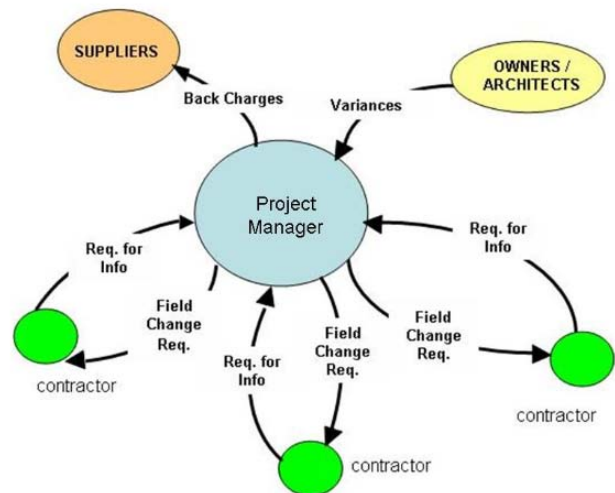 SUPPLIERS
OWNERS /
ARCHITECTS
Back Charges
Variances
Project
Manager
Req. for
Info
Req. for
Info
Field
Change
Req.
Field
Change
Req.
Field
Change
Req.
Req. for
Info
contractor
contractor
contractor